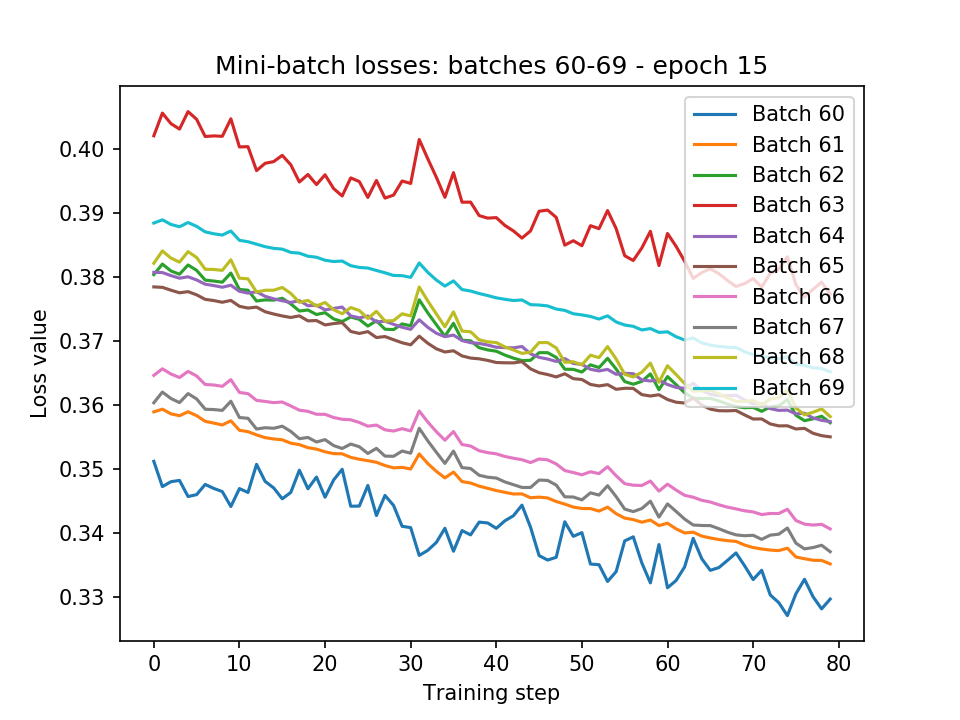 Mini-batch losses: batches 60-69 - epoch 15
Loss value
0.40
0.39
0.38
0.37
0.36
0.35
0.34
0.33
Batch 60
Batch 61
Batch 62
Batch 63
Batch 64
Batch 65
Batch 66
Batch 67
Batch 68
Batch 69
0 10 20 30 40 50 60 70 80
Training step